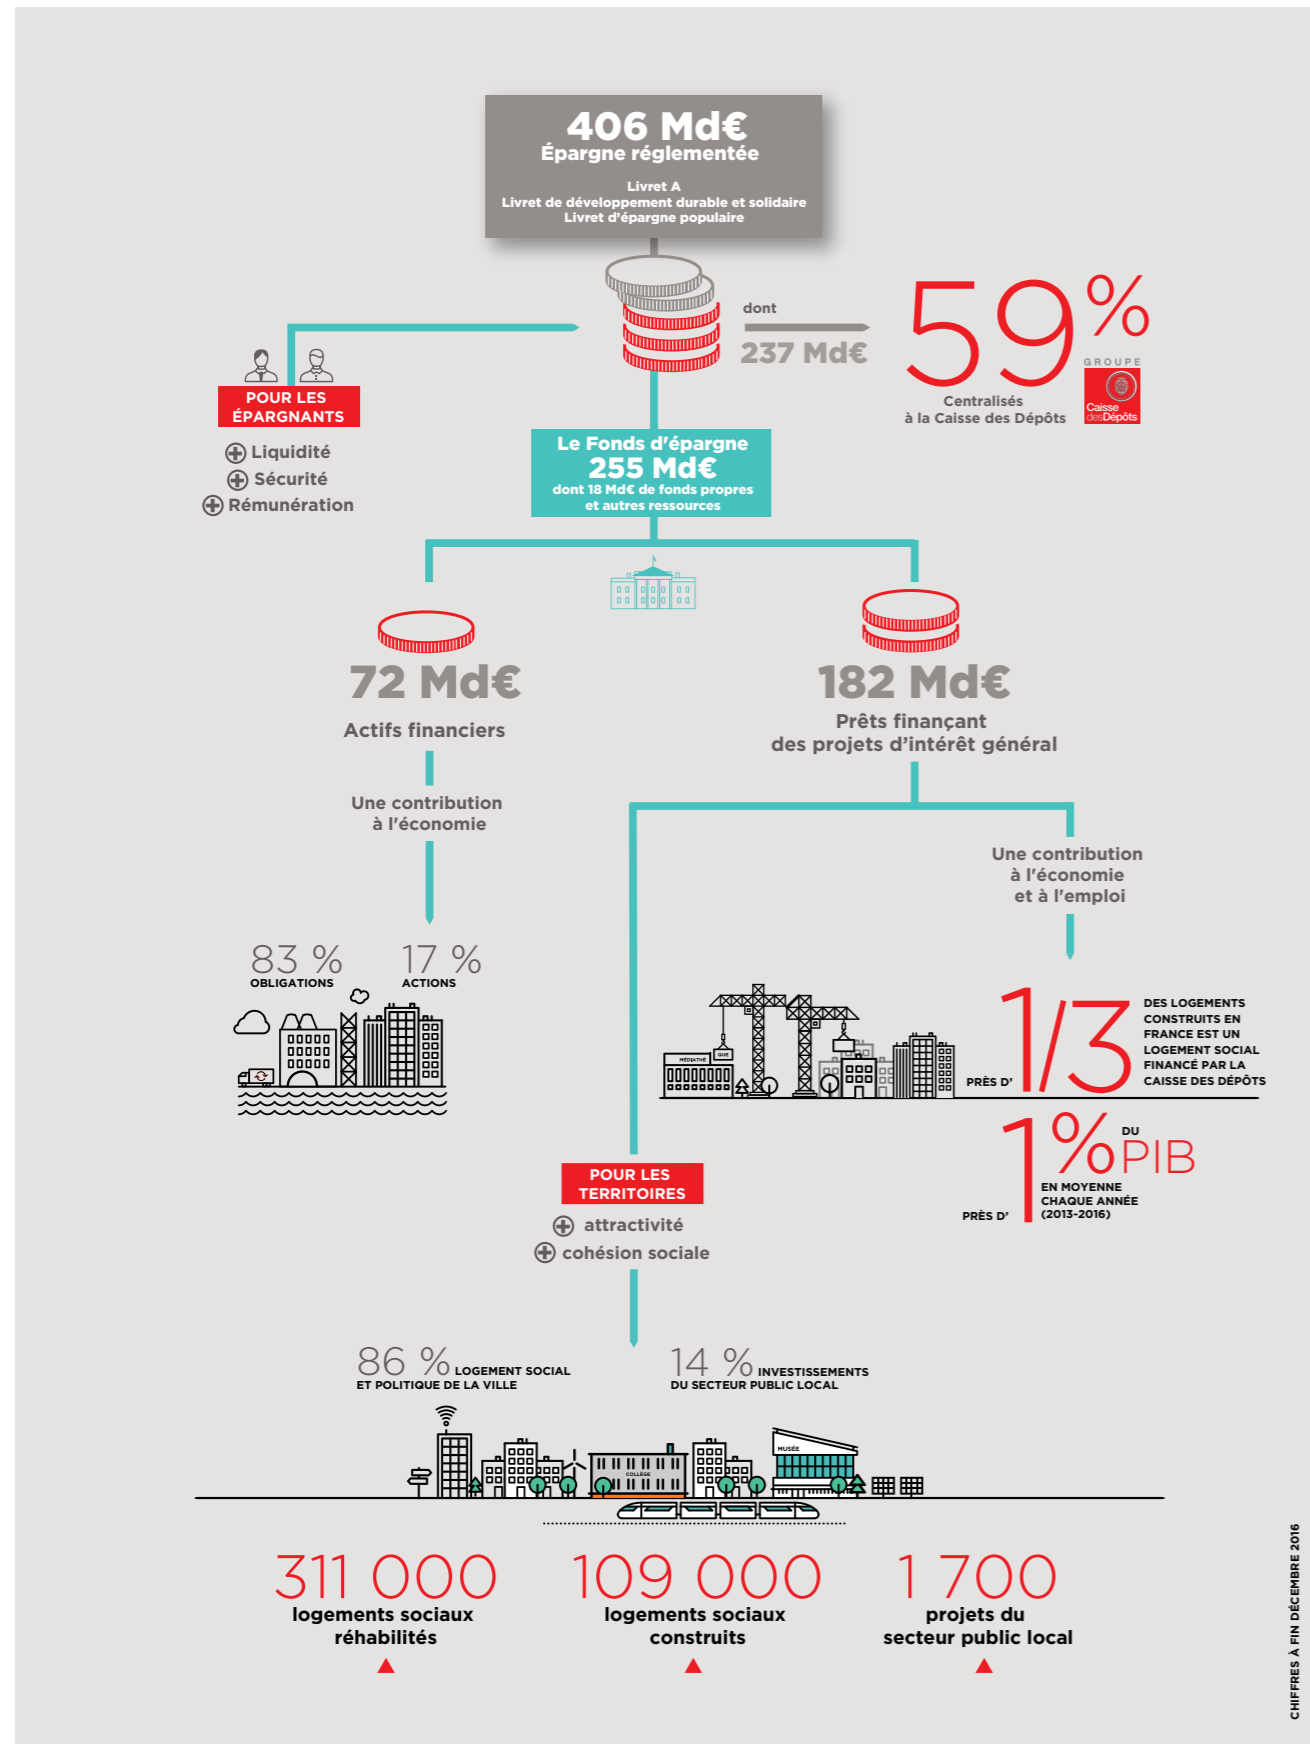 406 Md€
Épargne réglementée
Livret A
Livret de développement durable et solidaire
Livret d'épargne populaire
dont
237 Md€
59%
Centralisés
à la Caisse des Dépôts
GROUPE
Caisse
desDépôts
POUR LES
ÉPARGNANTS
Liquidité
Sécurité
Rémunération
Le Fonds d'épargne
255 Md€
dont 18 Md€ de fonds propres
et autres ressources
72 Md€
Actifs financiers
Une contribution
à l'économie
83 %
OBLIGATIONS
17 %
ACTIONS
182 Md€
Prêts finançant
des projets d'intérêt général
Une contribution
à l'économie
et à l'emploi
MÉDIATHÈ
QUE
PRÈS D'
1/3
DES LOGEMENTS
CONSTRUITS EN
FRANCE EST UN
LOGEMENT SOCIAL
FINANCÉ PAR LA
CAISSE DES DÉPÔTS
PRÈS D'
1%
DU
PIB
EN MOYENNE
CHAQUE ANNÉE
(2013-2016)
POUR LES
TERRITOIRES
attractivité
cohésion sociale
86 % LOGEMENT SOCIAL
ET POLITIQUE DE LA VILLE
14 % INVESTISSEMENTS
DU SECTEUR PUBLIC LOCAL
COLLÈGE
MUSÉE
311 000
logements sociaux
réhabilités
109 000
logements sociaux
construits
1 700
projets du
secteur public local
CHIFFRES À FIN DÉCEMBRE 2016